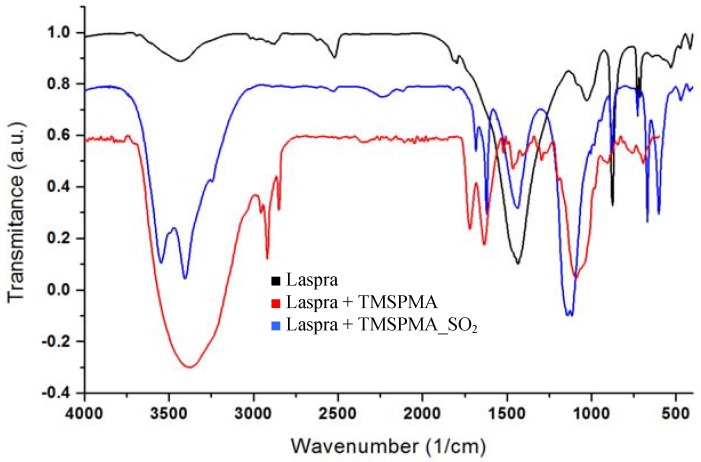 1.0
0.8
0.6
0.4
0.2
0.0
-0.2
-0.4
Transmitance (a.u.)
Laspra
Laspra + TMSPMA
Laspra + TMSPMA_SO₂
4000 3500 3000 2500 2000 1500 1000 500
Wavenumber (1/cm)